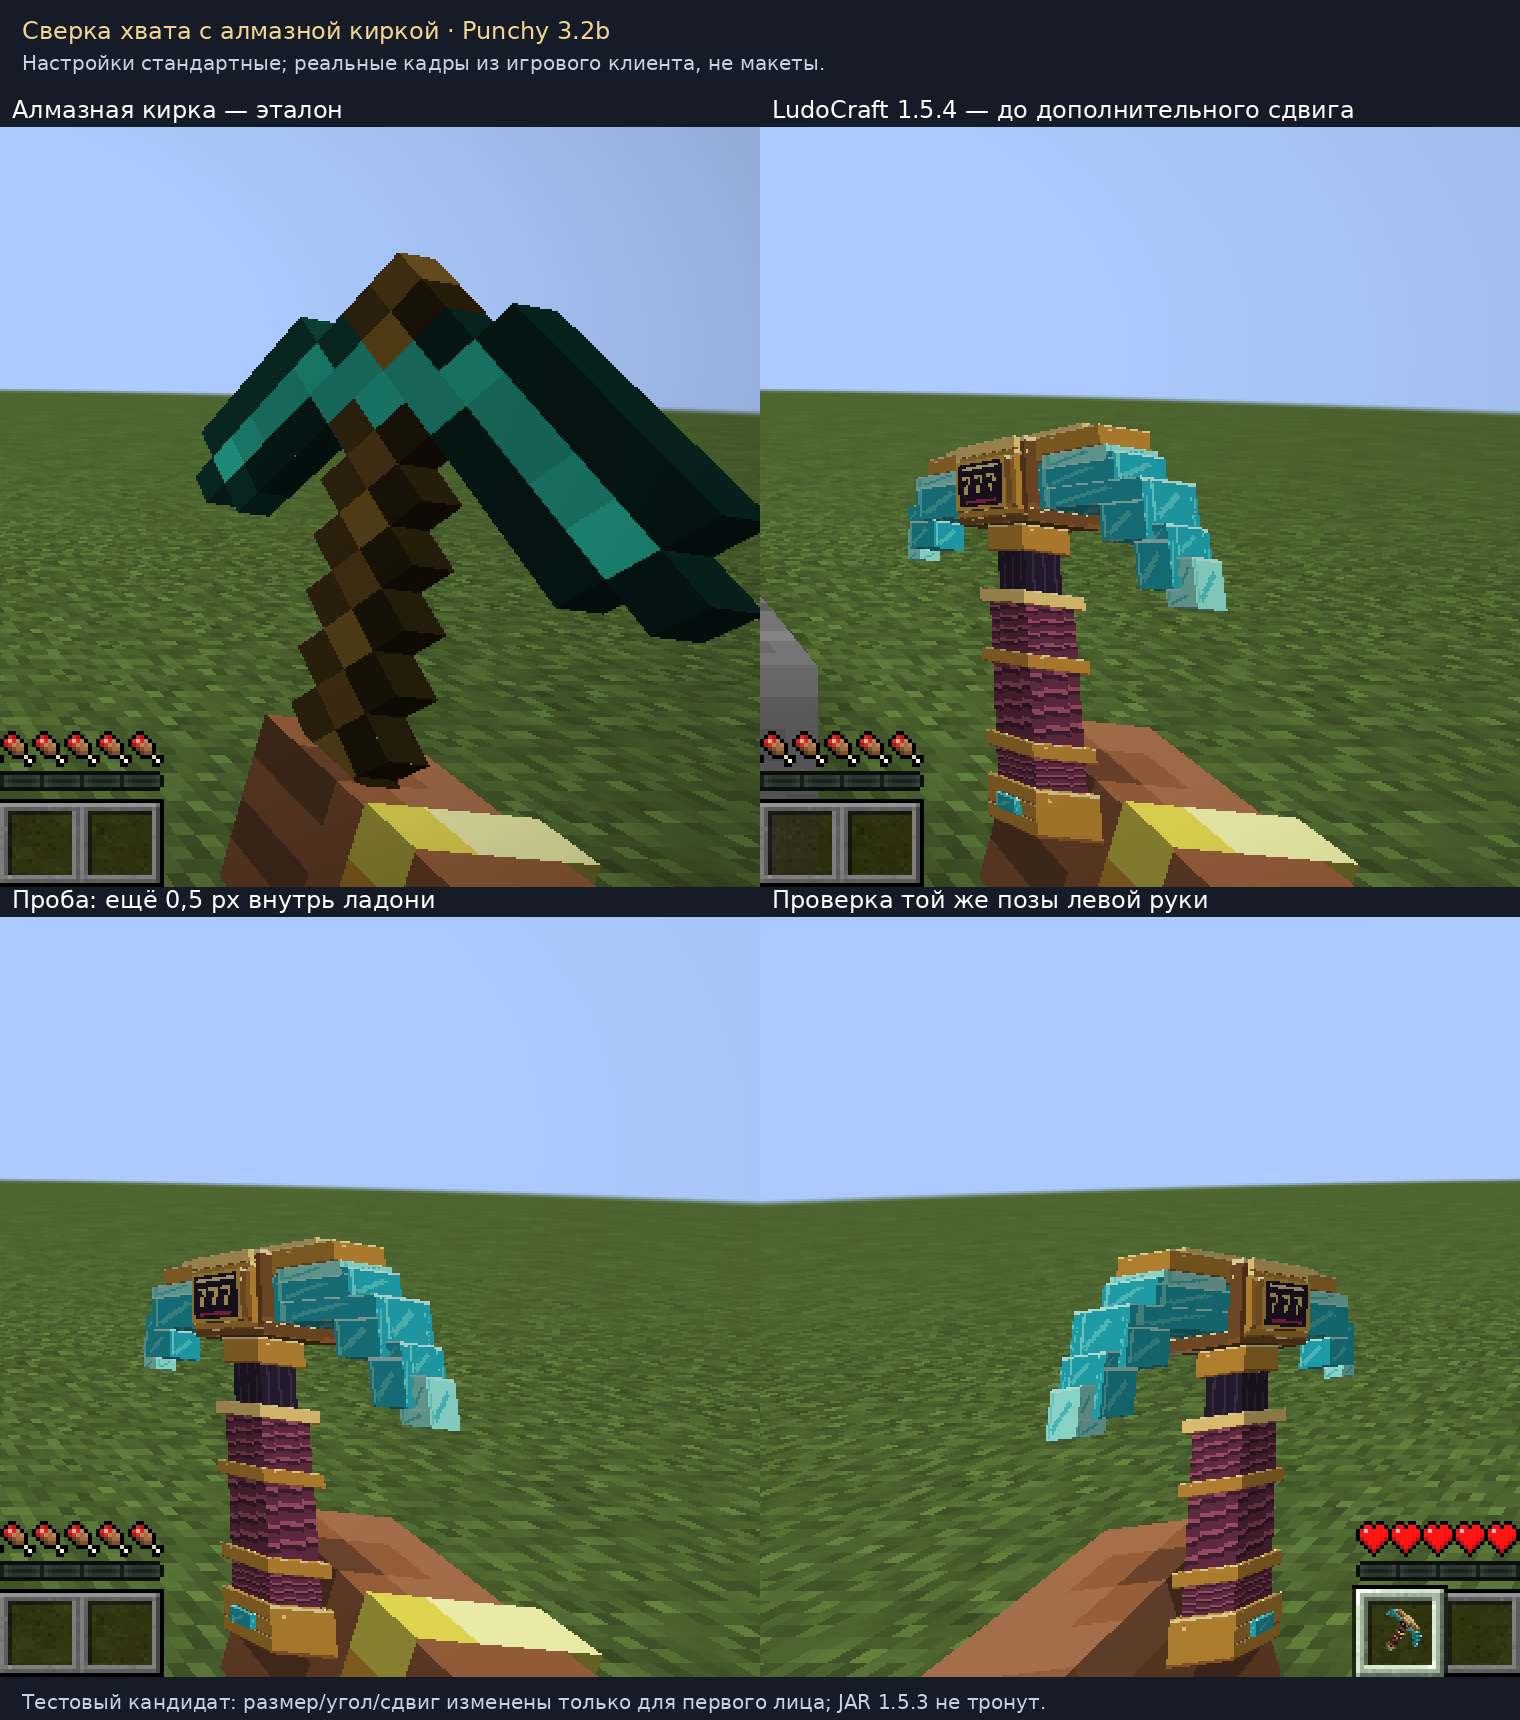 Сверка хвата с алмазной киркой · Punchy 3.2b
Настройки стандартные; реальные кадры из игрового клиента, не макеты.
Алмазная кирка — эталон
LudoCraft 1.5.4 — до дополнительного сдвига
777
Проба: ещё 0,5 px внутрь ладони
Проверка той же позы левой руки
777
777
Тестовый кандидат: размер/угол/сдвиг изменены только для первого лица; JAR 1.5.3 не тронут.